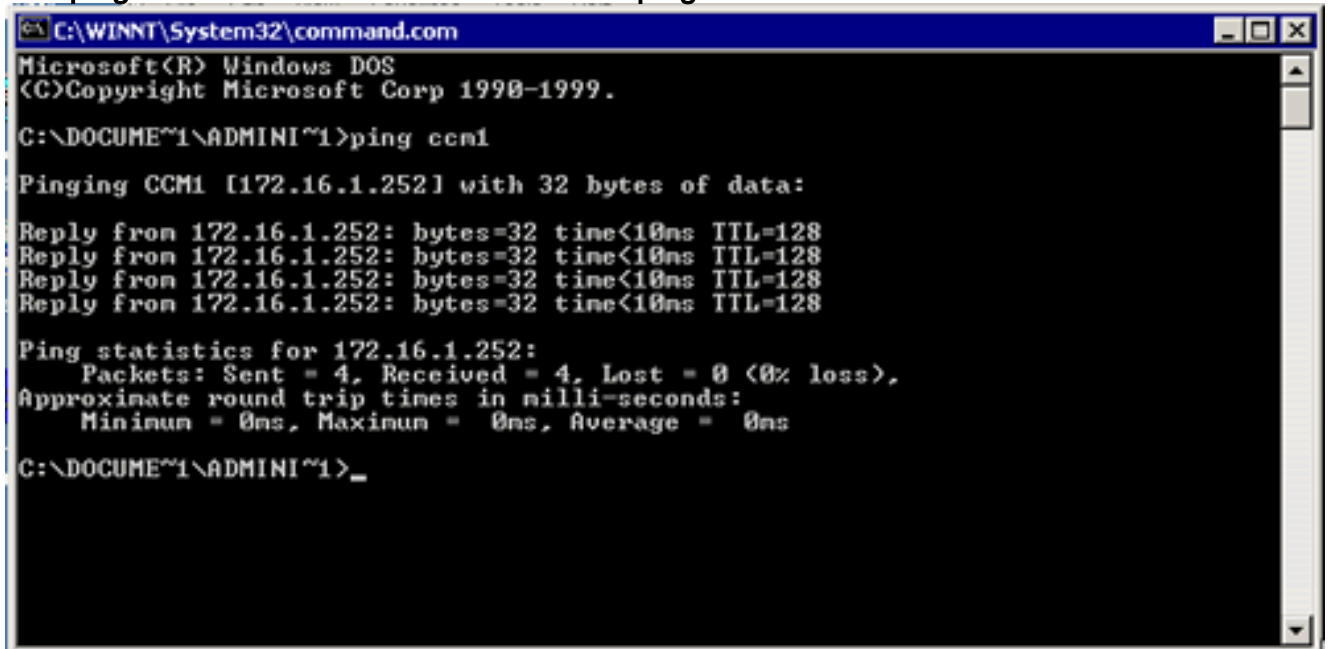 C:\WINNT\System32\command.com
Microsoft(R) Windows DOS
(C)Copyright Microsoft Corp 1990-1999.
C:\DOCUME~1\ADMINI~1>ping ccm1
Pinging CCM1 [172.16.1.252] with 32 bytes of data:
Reply from 172.16.1.252: bytes=32 time<10ms TTL=128
Reply from 172.16.1.252: bytes=32 time<10ms TTL=128
Reply from 172.16.1.252: bytes=32 time<10ms TTL=128
Reply from 172.16.1.252: bytes=32 time<10ms TTL=128
Ping statistics for 172.16.1.252:
    Packets: Sent = 4, Received = 4, Lost = 0 (0% loss),
Approximate round trip times in milli-seconds:
    Minimum = 0ms, Maximum =  0ms, Average =  0ms
C:\DOCUME~1\ADMINI~1>_